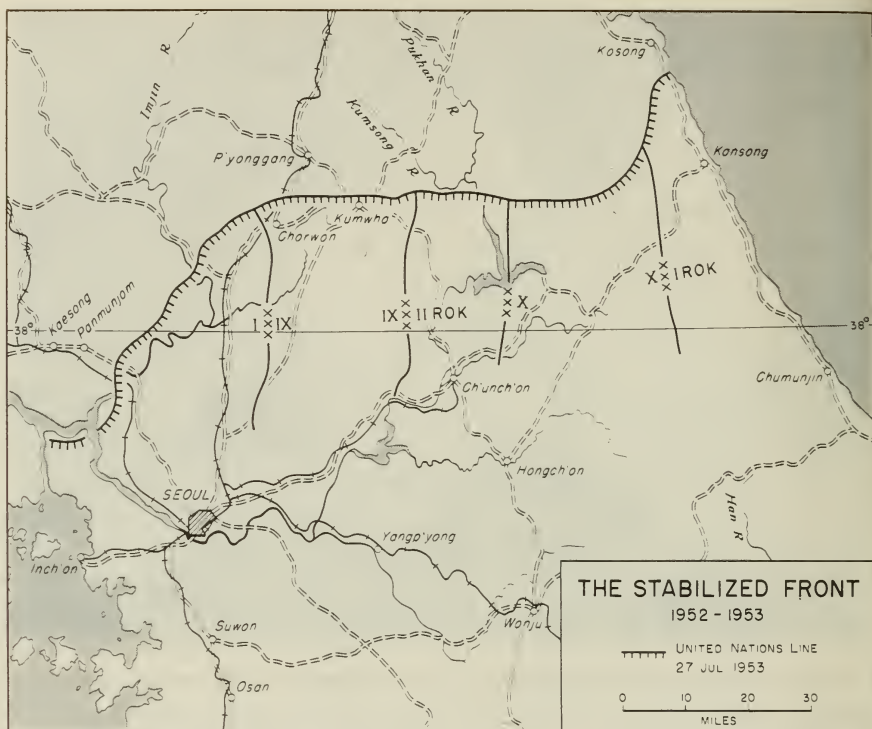 Kosong
Pukhan
R
Imjin R
Kumsong
R
P'yonggang
Kansong
Kumwha
Chorwon
X
X I ROK
X
X
I X IX
X
X
IX X II ROK
X
X
X X
X
38°
38°
Kaesong
Panmunjom
Chumunjin
Ch'unch'on
Hongch'on
SEOUL
Han R
Yangp'yong
Inch'on
Wonju
Suwon
Osan
THE STABILIZED FRONT
1952-1953
UNITED NATIONS LINE
27 JUL 1953
0 10 20 30
MILES